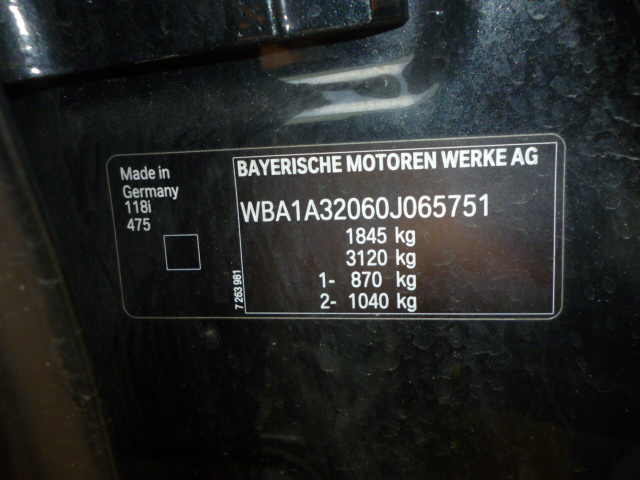 Made in
Germany
118i
475
BAYERISCHE MOTOREN WERKE AG
WBA1A32060J065751
1845 kg
3120 kg
1- 870 kg
2- 1040 kg
7 263 981